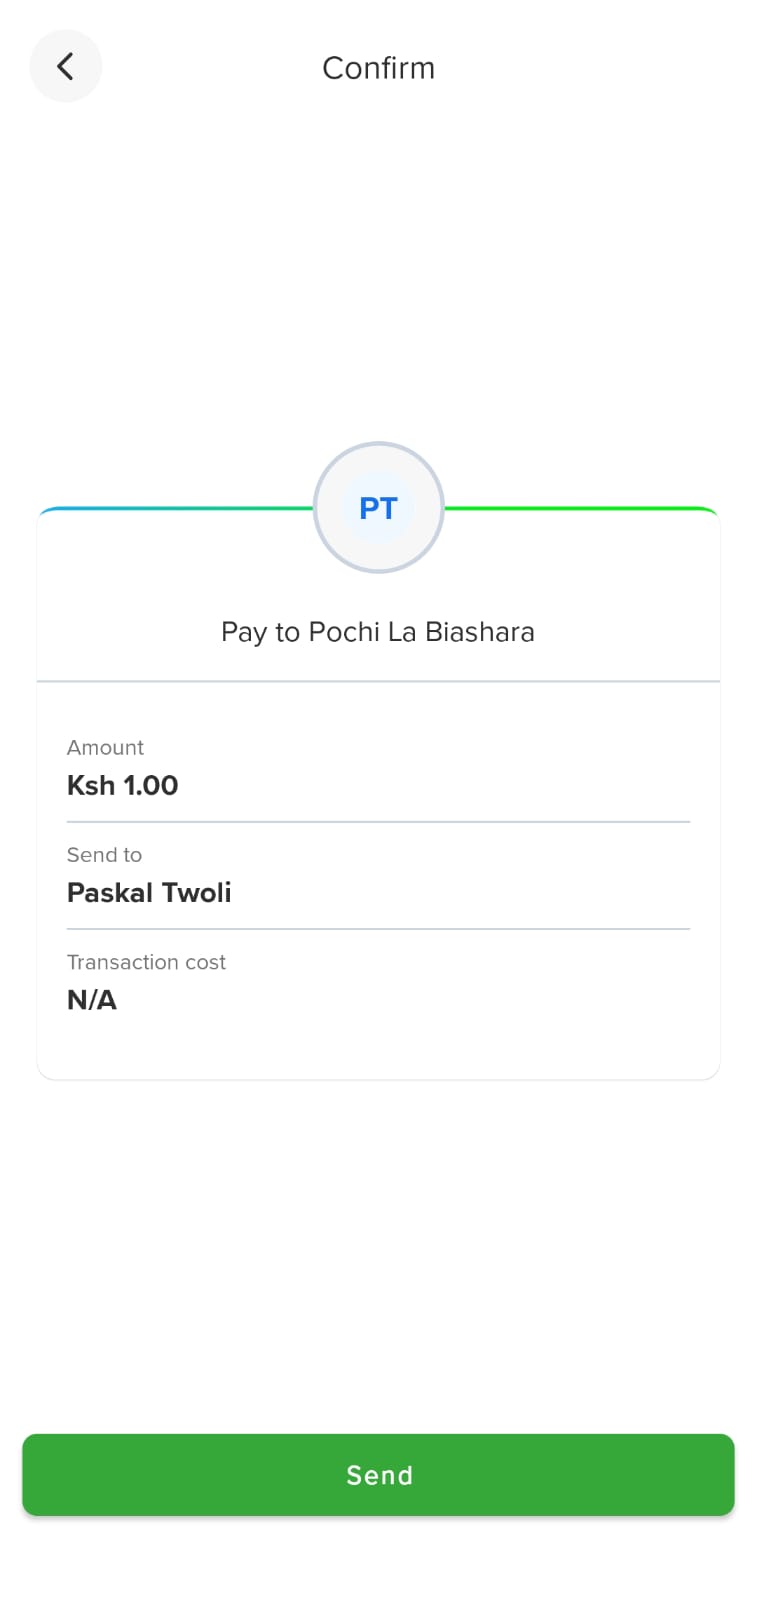 Confirm
PT
Pay to Pochi La Biashara
Amount
Ksh 1.00
Send to
Paskal Twoli
Transaction cost
N/A
Send